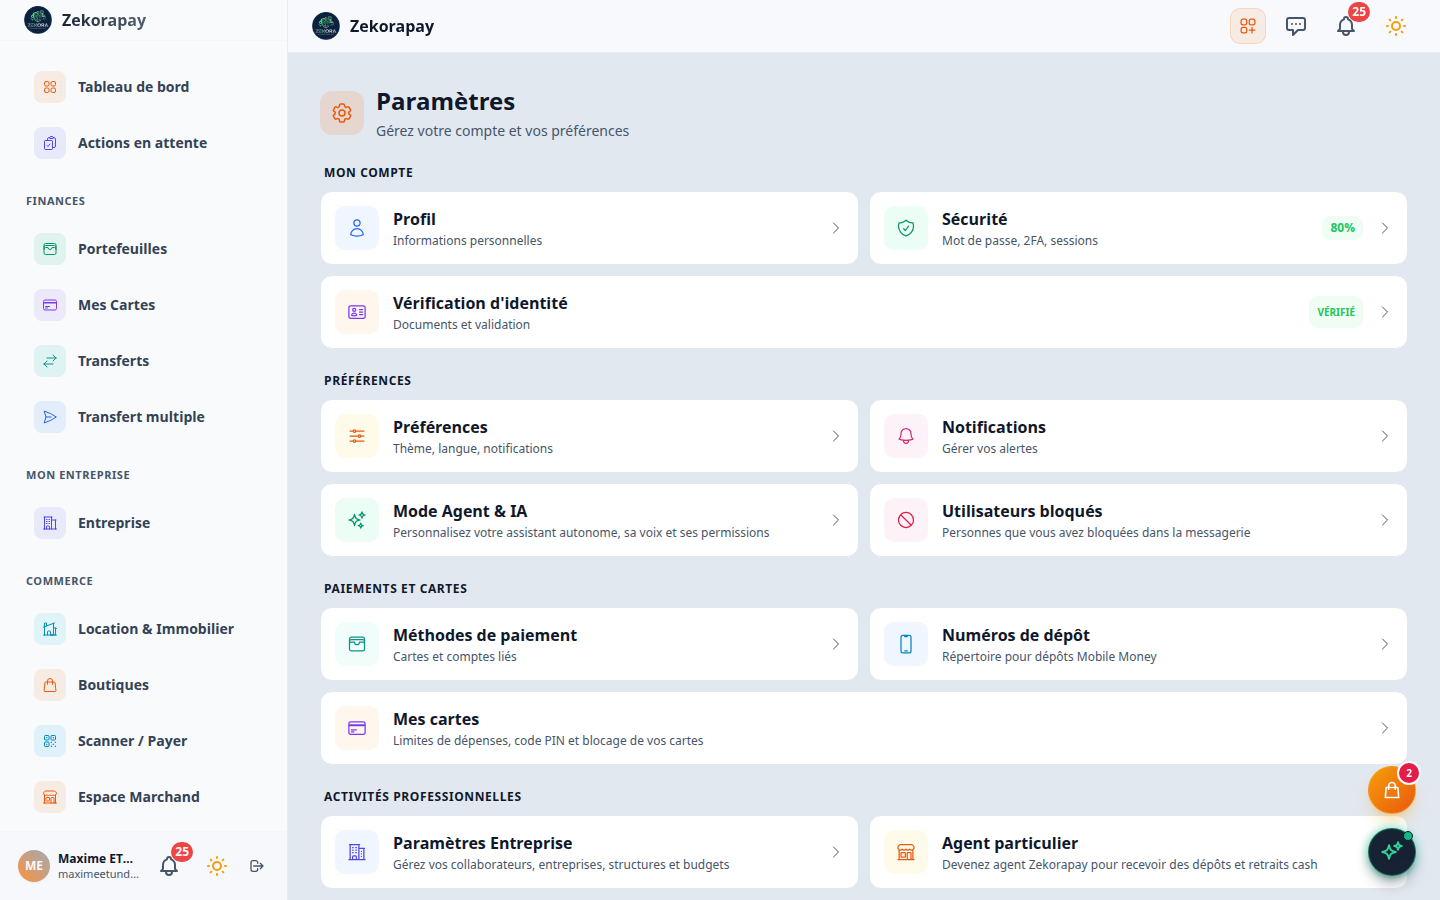 Zekorapay
Tableau de bord
Actions en attente
FINANCES
Portefeuilles
Mes Cartes
Transferts
Transfert multiple
MON ENTREPRISE
Entreprise
COMMERCE
Location & Immobilier
Boutiques
Scanner / Payer
Espace Marchand
ME
Maxime ET...
maximeetund...
25
Zekorapay
25
Paramètres
Gérez votre compte et vos préférences
MON COMPTE
Profil
Informations personnelles
Sécurité
Mot de passe, 2FA, sessions
80%
Vérification d'identité
Documents et validation
VÉRIFIÉ
PRÉFÉRENCES
Préférences
Thème, langue, notifications
Notifications
Gérer vos alertes
Mode Agent & IA
Personnalisez votre assistant autonome, sa voix et ses permissions
Utilisateurs bloqués
Personnes que vous avez bloquées dans la messagerie
PAIEMENTS ET CARTES
Méthodes de paiement
Cartes et comptes liés
Numéros de dépôt
Répertoire pour dépôts Mobile Money
Mes cartes
Limites de dépenses, code PIN et blocage de vos cartes
2
ACTIVITÉS PROFESSIONNELLES
Paramètres Entreprise
Gérez vos collaborateurs, entreprises, structures et budgets
Agent particulier
Devenez agent Zekorapay pour recevoir des dépôts et retraits cash